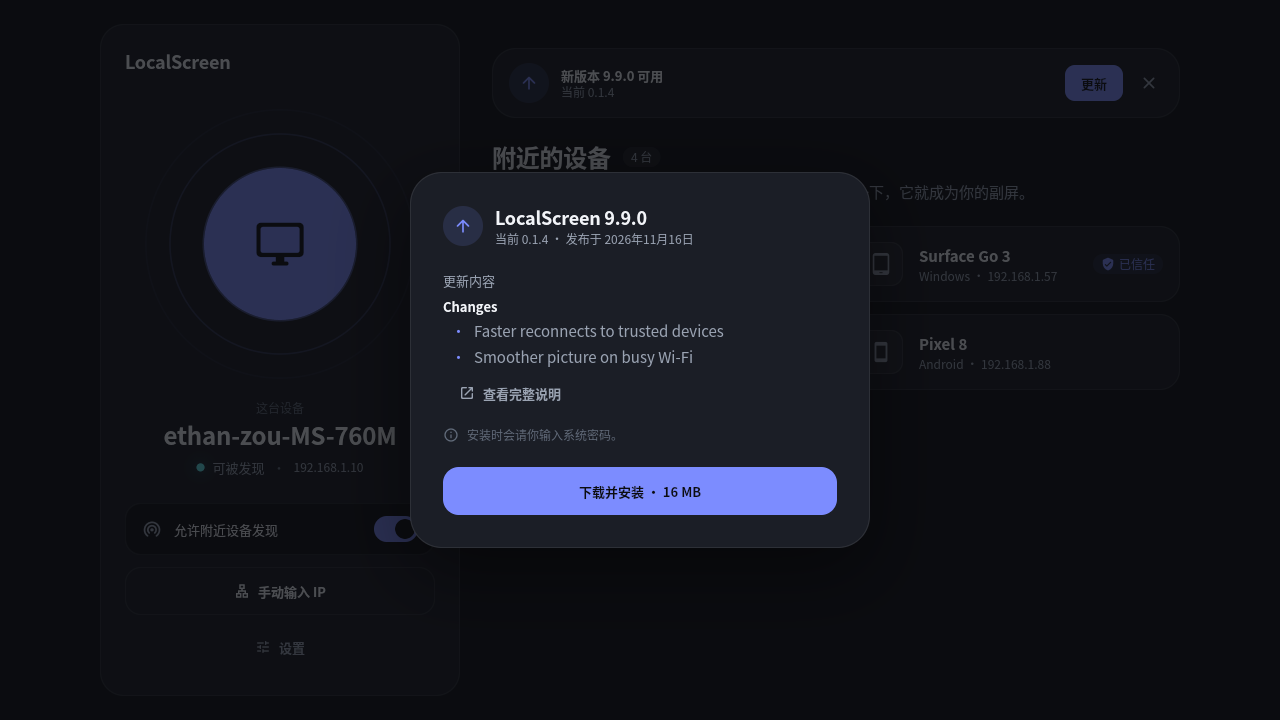 LocalScreen
新版本 9.9.0 可用
当前 0.1.4
更新
附近的设备
4 台
下，它就成为你的副屏。
Surface Go 3
Windows • 192.168.1.57
已信任
Pixel 8
Android • 192.168.1.88
这台设备
ethan-zou-MS-760M
可被发现 • 192.168.1.10
允许附近设备发现
手动输入 IP
设置
LocalScreen 9.9.0
当前 0.1.4 • 发布于 2026年11月16日
更新内容
Changes
• Faster reconnects to trusted devices
• Smoother picture on busy Wi-Fi
查看完整说明
安装时会请你输入系统密码。
下载并安装 • 16 MB